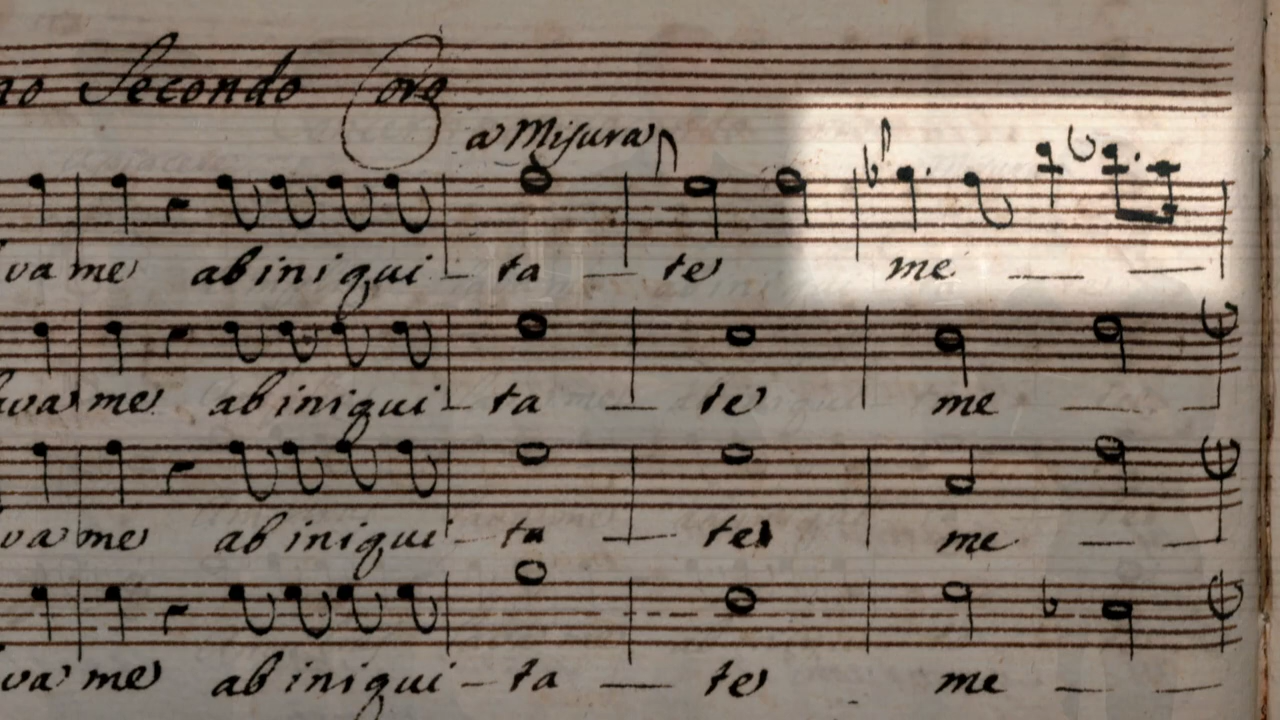 no Secondo Coro
a Misura
va me ab iniqui – ta — te me — —
va me ab iniqui – ta — te me — —
va me ab iniqui – ta — te me — —
va me ab iniqui – ta — te me — —